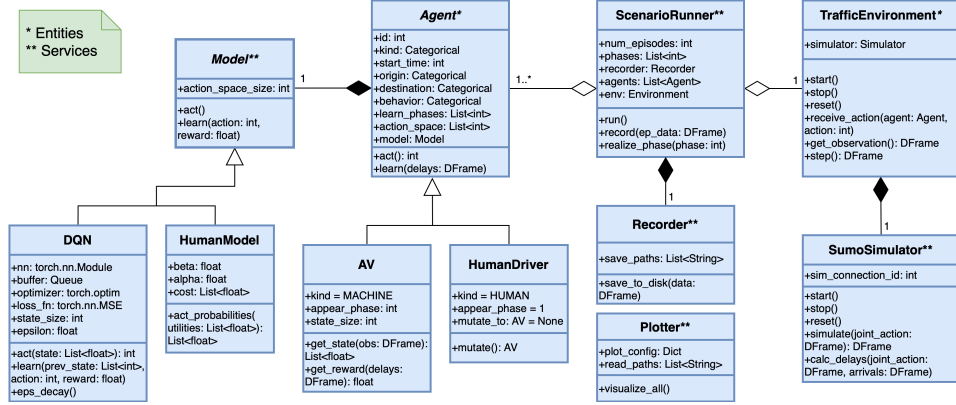 * Entities
** Services
Model**
+action_space_size: int
+act()
+learn(action: int,
reward: float)
1
Agent*
+id: int
+kind: Categorical
+start_time: int
+origin: Categorical
+destination: Categorical
+behavior: Categorical
+learn_phases: List<int>
+action_space: List<int>
+model: Model
+act(): int
+learn(delays: DFrame)
1..*
ScenarioRunner**
+num_episodes: int
+phases: List<int>
+recorder: Recorder
+agents: List<Agent>
+env: Environment
+run()
+record(ep_data: DFrame)
+realize_phase(phase: int)
1
TrafficEnvironment*
+simulator: Simulator
+start()
+stop()
+reset()
+receive_action(agent: Agent,
action: int)
+get_observation(): DFrame
+step(): DFrame
1
1
DQN
+nn: torch.nn.Module
+buffer: Queue
+optimizer: torch.optim
+loss_fn: torch.nn.MSE
+state_size: int
+epsilon: float
+act(state: List<float>): int
+learn(prev_state: List<int>,
action: int, reward: float)
+eps_decay()
HumanModel
+beta: float
+alpha: float
+cost: List<float>
+act_probabilities(
utilities: List<float>):
List<float>
AV
+kind = MACHINE
+appear_phase: int
+state_size: int
+get_state(obs: DFrame):
List<float>
+get_reward(delays:
DFrame): float
HumanDriver
+kind = HUMAN
+appear_phase = 1
+mutate_to: AV = None
+mutate(): AV
Recorder**
+save_paths: List<String>
+save_to_disk(data:
DFrame)
Plotter**
+plot_config: Dict
+read_paths: List<String>
+visualize_all()
SumoSimulator**
+sim_connection_id: int
+start()
+stop()
+reset()
+simulate(joint_action:
DFrame): DFrame
+calc_delays(joint_action:
DFrame, arrivals: DFrame)